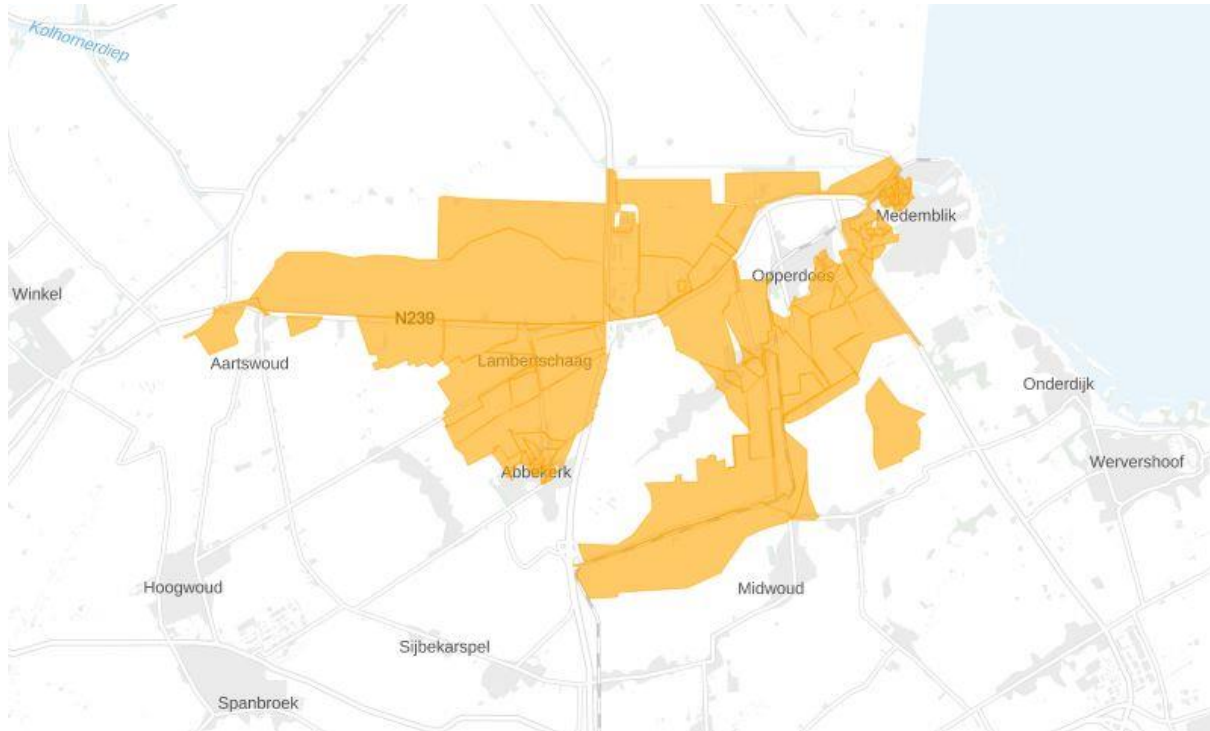 Kolhornerdiep
Medemblik
Opperdoes
Winkel
N239
Lambertschaag
Aartswoud
Onderdijk
Wervershoof
Abbekerk
Hoogwoud
Midwoud
Sijbekarspel
Spanbroek